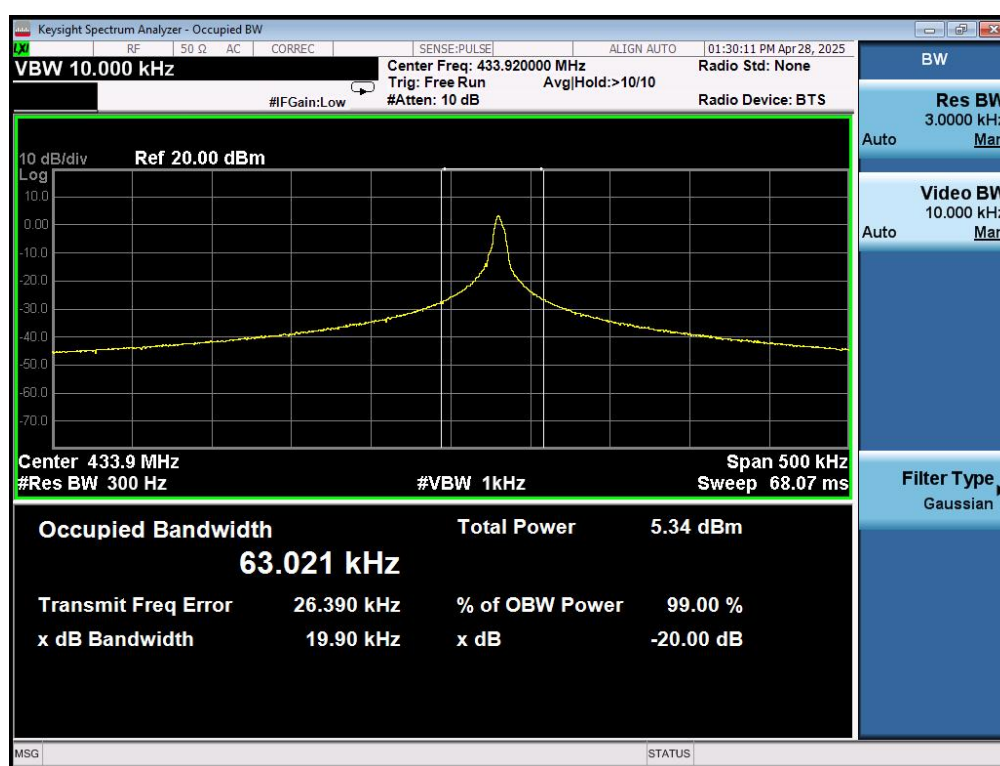 Keysight Spectrum Analyzer - Occupied BW
LXI RF 50 Ω AC CORREC SENSE:PULSE ALIGN AUTO 01:30:11 PM Apr 28, 2025
VBW 10.000 kHz
Center Freq: 433.920000 MHz Radio Std: None
Trig: Free Run Avg|Hold:>10/10
#IFGain:Low #Atten: 10 dB Radio Device: BTS
10 dB/div Ref 20.00 dBm
Log
10.0
0.00
-10.0
-20.0
-30.0
-40.0
-50.0
-60.0
-70.0
Center 433.9 MHz Span 500 kHz
#Res BW 300 Hz #VBW 1kHz Sweep 68.07 ms
Occupied Bandwidth Total Power 5.34 dBm
63.021 kHz
Transmit Freq Error 26.390 kHz % of OBW Power 99.00 %
x dB Bandwidth 19.90 kHz x dB -20.00 dB
MSG STATUS
BW
Res BW
3.0000 kHz
Auto Man
Video BW
10.000 kHz
Auto Man
Filter Type
Gaussian